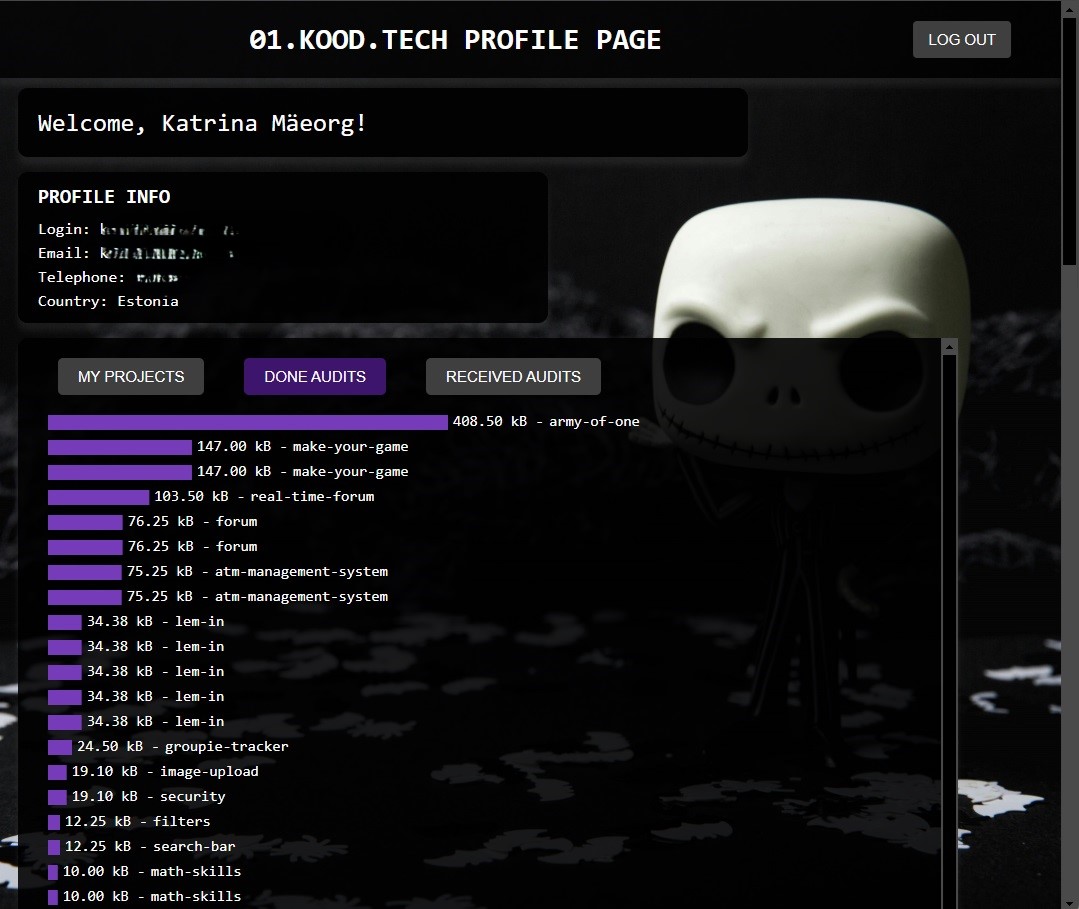 01.KOOD.TECH PROFILE PAGE
LOG OUT
Welcome, Katrina Mäeorg!
PROFILE INFO
Login:
Email:
Telephone:
Country: Estonia
MY PROJECTS
DONE AUDITS
RECEIVED AUDITS
408.50 kB - army-of-one
147.00 kB - make-your-game
147.00 kB - make-your-game
103.50 kB - real-time-forum
76.25 kB - forum
76.25 kB - forum
75.25 kB - atm-management-system
75.25 kB - atm-management-system
34.38 kB - lem-in
34.38 kB - lem-in
34.38 kB - lem-in
34.38 kB - lem-in
34.38 kB - lem-in
24.50 kB - groupie-tracker
19.10 kB - image-upload
19.10 kB - security
12.25 kB - filters
12.25 kB - search-bar
10.00 kB - math-skills
10.00 kB - math-skills